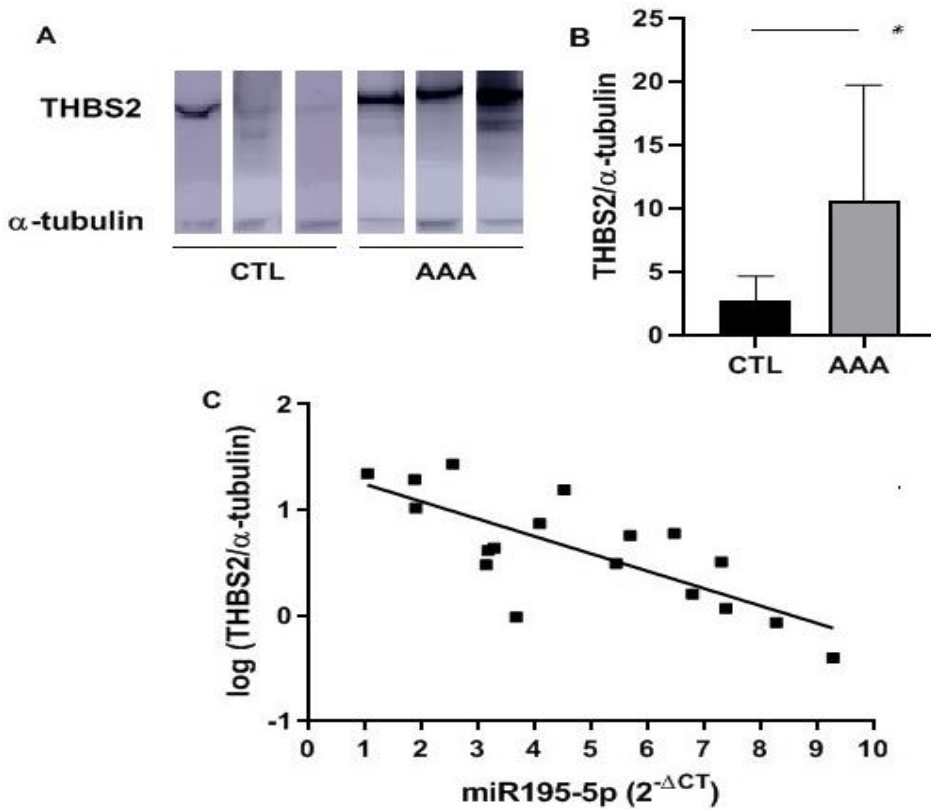 A
THBS2
α-tubulin
CTL AAA
B
*
THBS2/α-tubulin
25
20
15
10
5
0
CTL AAA
C
log (THBS2/α-tubulin)
2
1
0
-1
0 1 2 3 4 5 6 7 8 9 10
miR195-5p (2^-ΔCT)